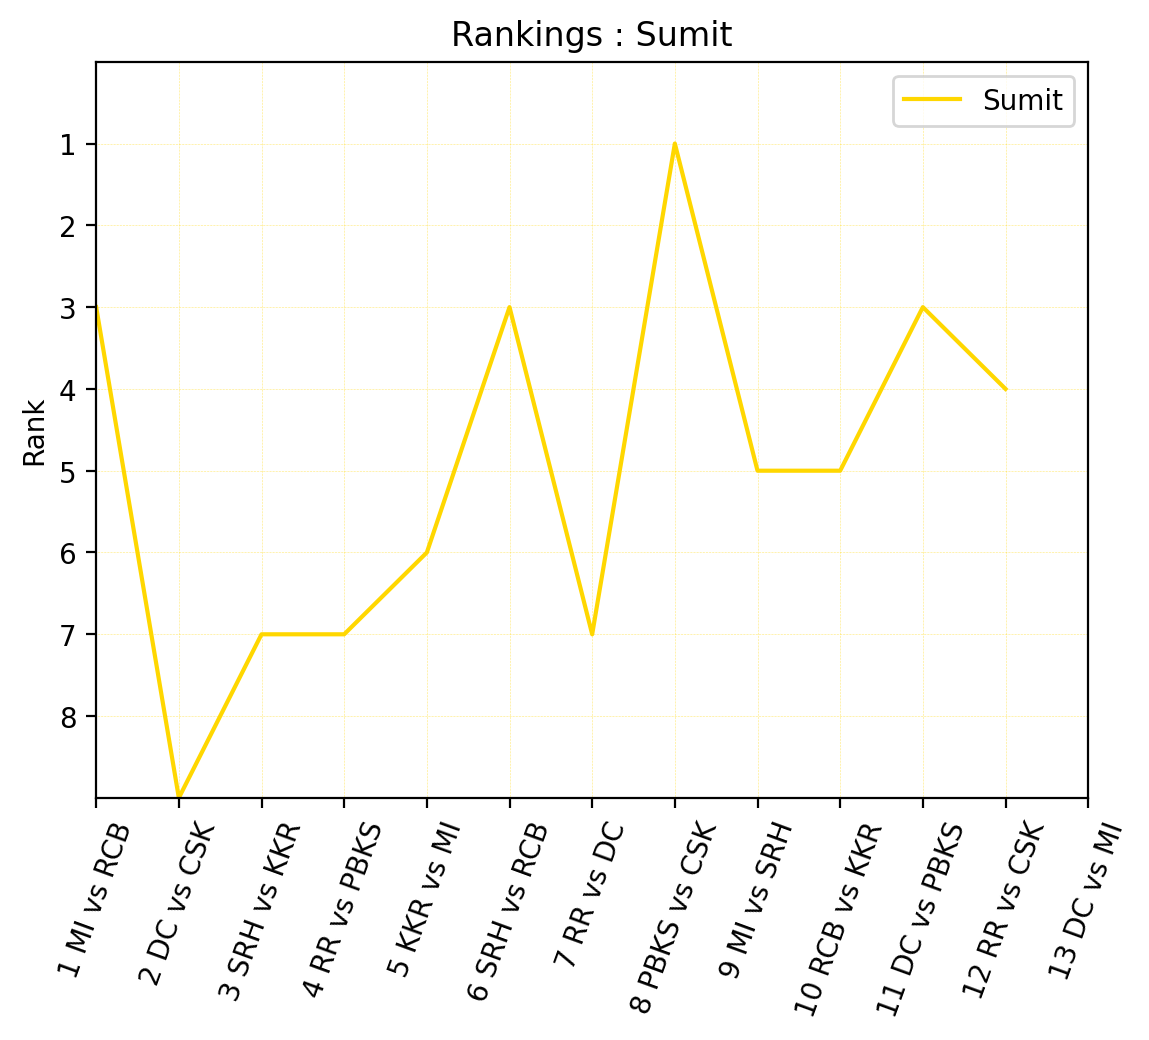 Rankings : Sumit
Sumit
Rank
1
2
3
4
5
6
7
8
1 MI vs RCB
2 DC vs CSK
3 SRH vs KKR
4 RR vs PBKS
5 KKR vs MI
6 SRH vs RCB
7 RR vs DC
8 PBKS vs CSK
9 MI vs SRH
10 RCB vs KKR
11 DC vs PBKS
12 RR vs CSK
13 DC vs MI